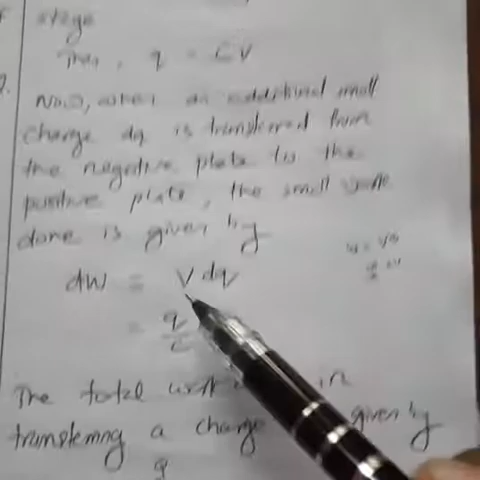 stage
Then, q = CV
Now, when an additional small
charge dq is transferred from
the negative plate to the
positive plate, the small work
done is given by
dW = V dq
= q/C
The total work in
transferring a charge given by
q